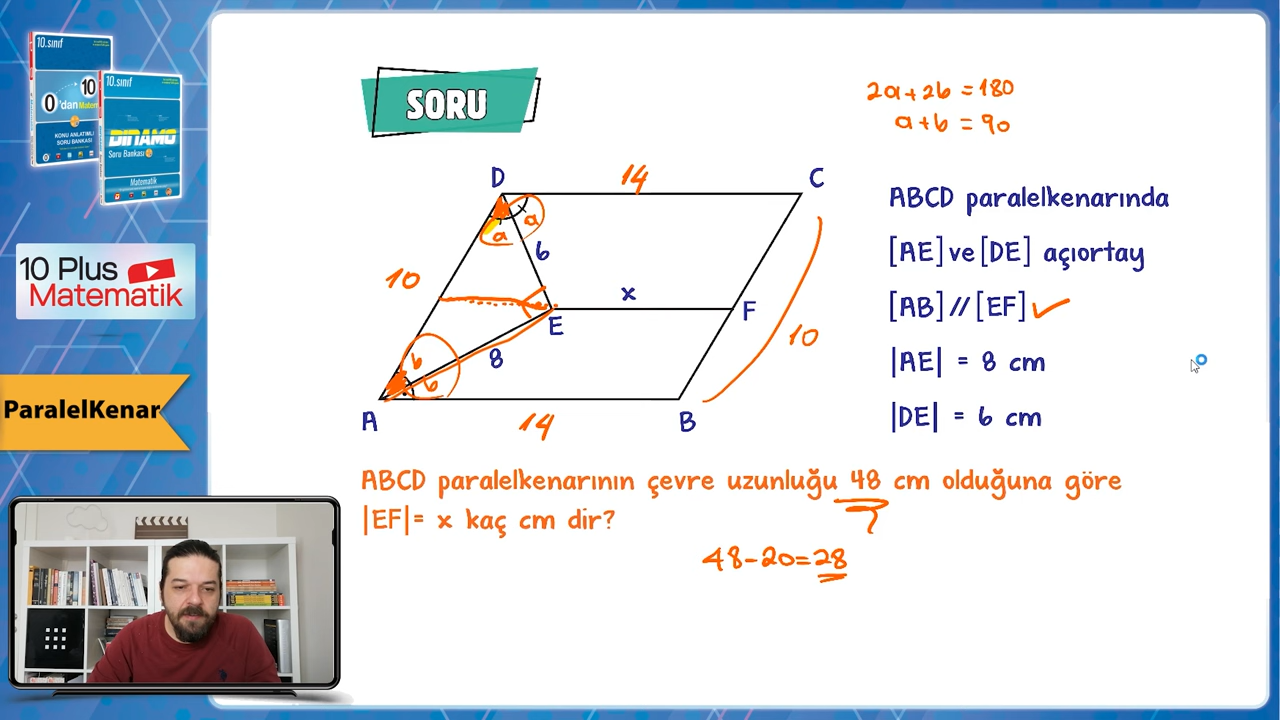 10.sınıf
0'dan 10
Matem
KONU ANLATIMLI
SORU BANKASI
10.sınıf
DİNAMO
Soru Bankası
Matematik
10 Plus
Matematik
ParalelKenar
SORU
2a+2b=180
a+b=90
D
14
C
a
a
10
6
x
E
F
8
10
b
b
A
14
B
ABCD paralelkenarında
[AE] ve [DE] açıortay
[AB] // [EF]
|AE| = 8 cm
|DE| = 6 cm
ABCD paralelkenarının çevre uzunluğu 48 cm olduğuna göre
|EF|= x kaç cm dir?
48-20=28